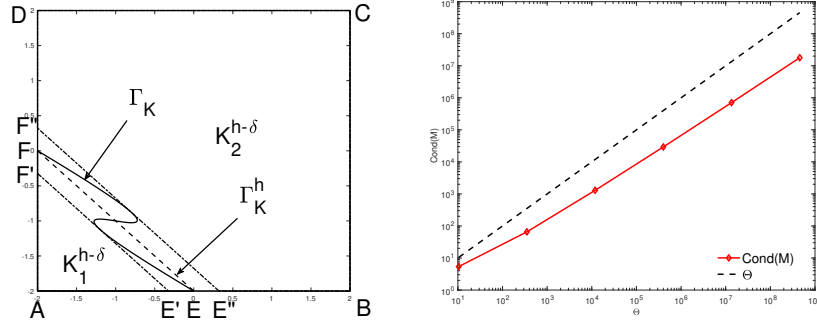 D C
2
1.5
1
0.5
0
-0.5
-1
-1.5
-2
F''
F
F'
Γ_K
K_2^{h-δ}
Γ_K^h
K_1^{h-δ}
-2 -1.5 -1 -0.5 0 0.5 1 1.5 2
A E' E E'' B
10^9
10^8
10^7
10^6
10^5
10^4
10^3
10^2
10^1
10^0
Cond(M)
Cond(M)
Θ
10^1 10^2 10^3 10^4 10^5 10^6 10^7 10^8 10^9
Θ